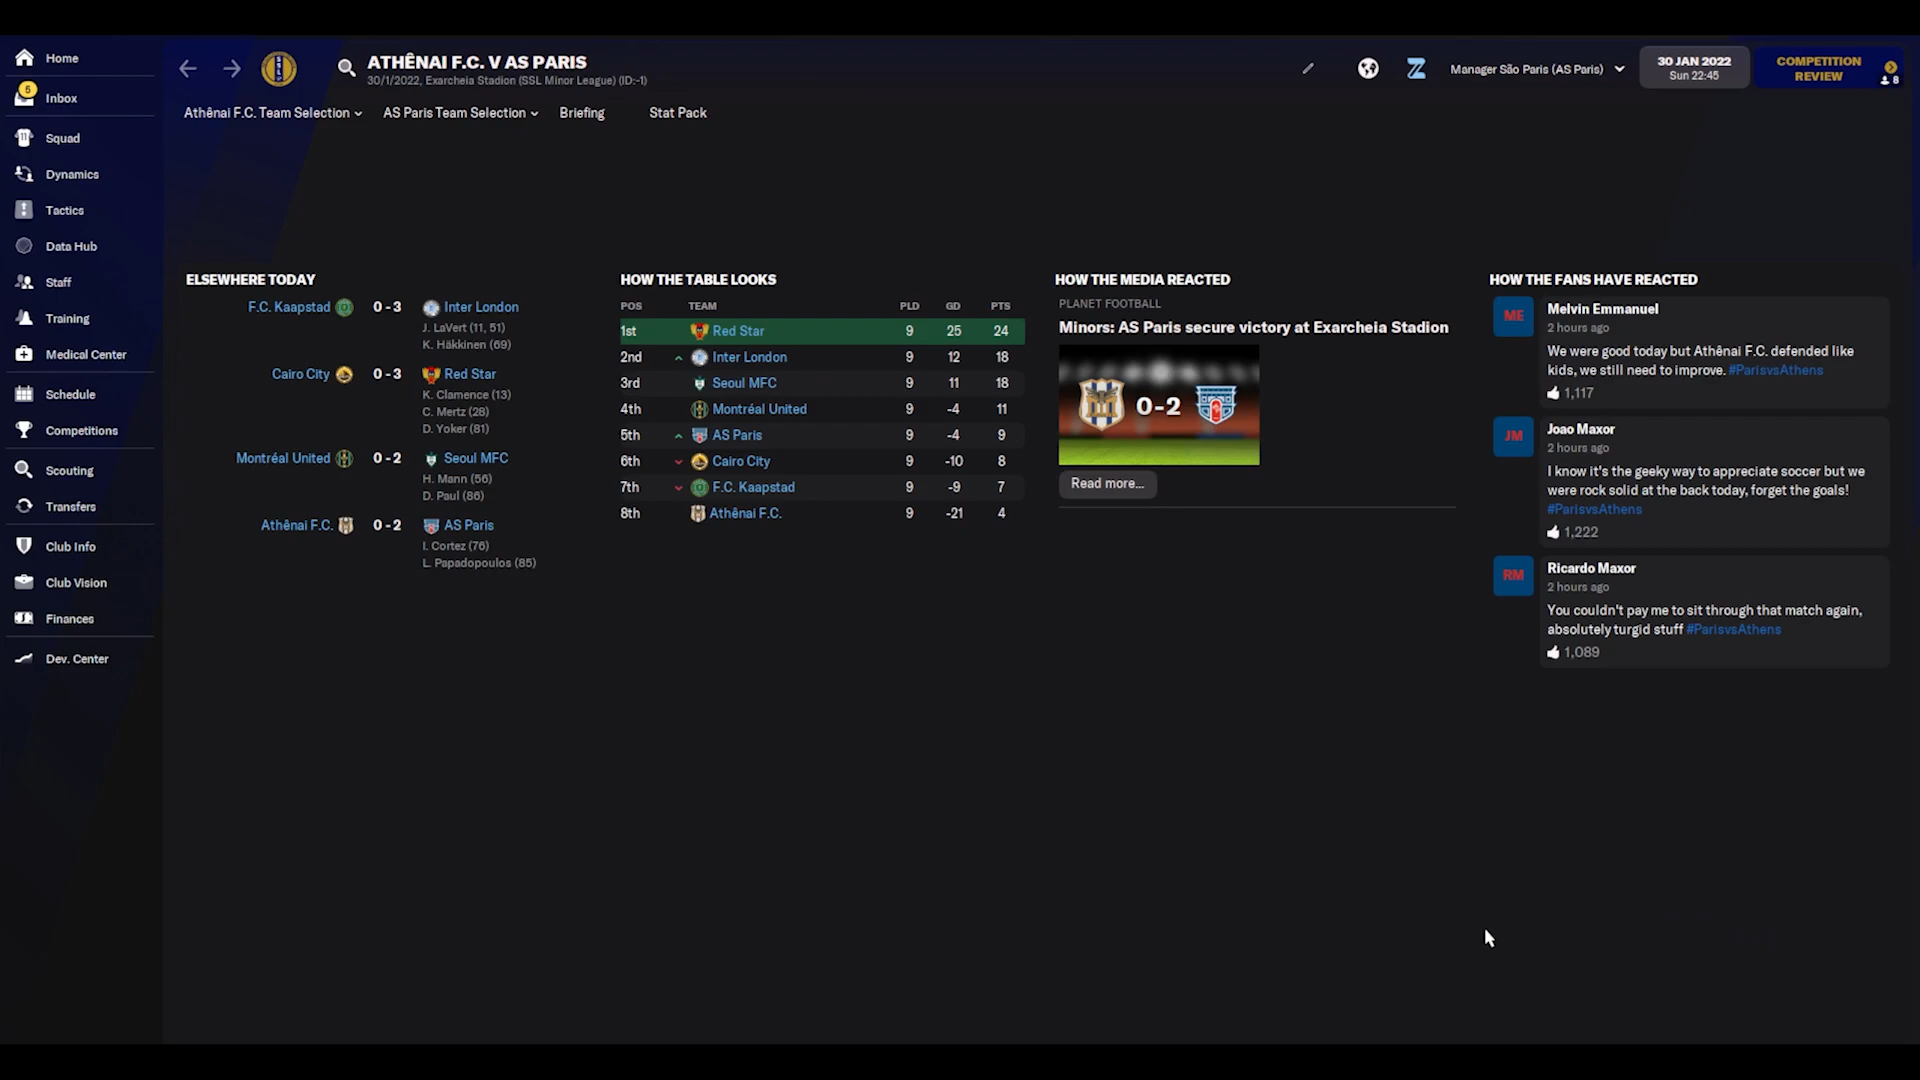 Home
5
Inbox
Squad
Dynamics
Tactics
Data Hub
Staff
Training
Medical Center
Schedule
Competitions
Scouting
Transfers
Club Info
Club Vision
Finances
Dev. Center
ATHÊNAI F.C. V AS PARIS
30/1/2022, Exarcheia Stadion (SSL Minor League) (ID:-1)
Manager São Paris (AS Paris)
30 JAN 2022
Sun 22:45
COMPETITION
REVIEW
8
Athênai F.C. Team Selection
AS Paris Team Selection
Briefing
Stat Pack
ELSEWHERE TODAY
F.C. Kaapstad 0 - 3 Inter London
J. LaVert (11, 51)
K. Häkkinen (69)
Cairo City 0 - 3 Red Star
K. Clamence (13)
C. Mertz (28)
D. Yoker (81)
Montréal United 0 - 2 Seoul MFC
H. Mann (56)
D. Paul (86)
Athênai F.C. 0 - 2 AS Paris
I. Cortez (76)
L. Papadopoulos (85)
HOW THE TABLE LOOKS
POS TEAM PLD GD PTS
1st Red Star 9 25 24
2nd Inter London 9 12 18
3rd Seoul MFC 9 11 18
4th Montréal United 9 -4 11
5th AS Paris 9 -4 9
6th Cairo City 9 -10 8
7th F.C. Kaapstad 9 -9 7
8th Athênai F.C. 9 -21 4
HOW THE MEDIA REACTED
PLANET FOOTBALL
Minors: AS Paris secure victory at Exarcheia Stadion
0-2
Read more...
HOW THE FANS HAVE REACTED
ME
Melvin Emmanuel
2 hours ago
We were good today but Athênai F.C. defended like
kids, we still need to improve. #ParisvsAthens
1,117
JM
Joao Maxor
2 hours ago
I know it's the geeky way to appreciate soccer but we
were rock solid at the back today, forget the goals!
#ParisvsAthens
1,222
RM
Ricardo Maxor
2 hours ago
You couldn't pay me to sit through that match again,
absolutely turgid stuff #ParisvsAthens
1,089